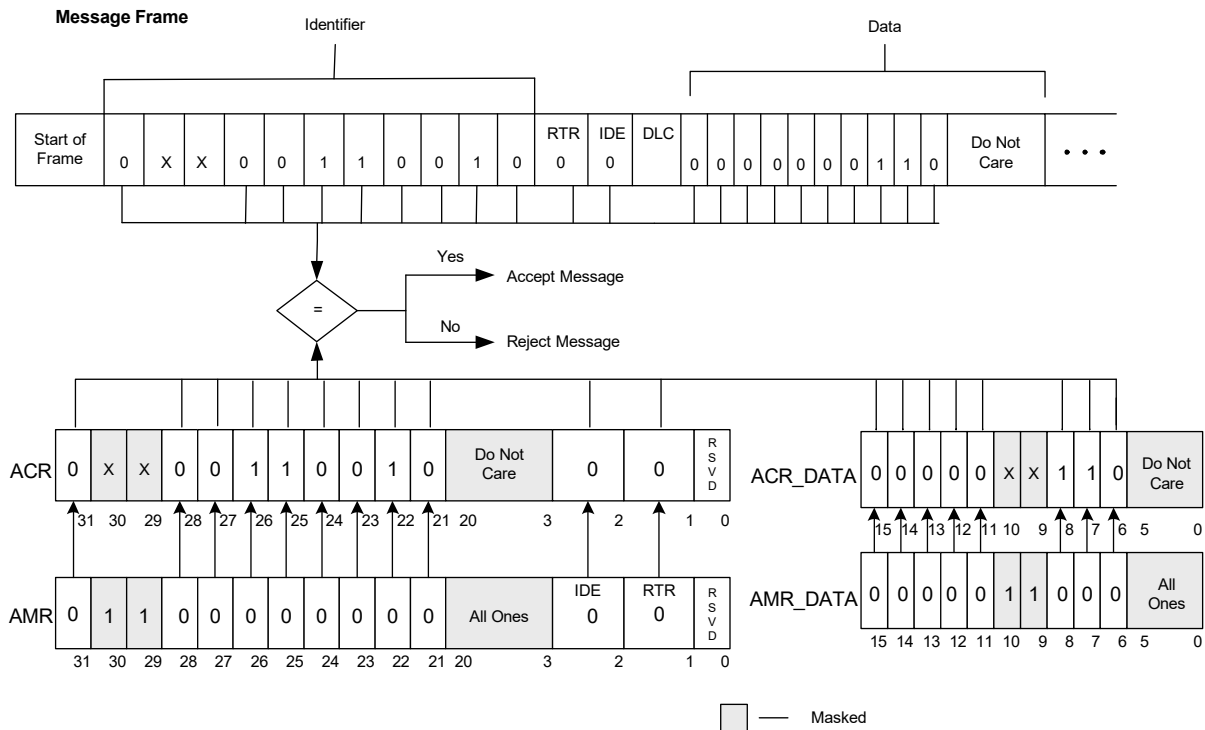 Message Frame
Identifier
Data
Start of Frame
0 X X 0 0 1 1 0 0 1 0
RTR 0
IDE 0
DLC
0 0 0 0 0 0 0 1 1 0
Do Not Care
• • •
=
Yes
Accept Message
No
Reject Message
ACR
0 X X 0 0 1 1 0 0 1 0
Do Not Care
0 0
RSVD
31 30 29 28 27 26 25 24 23 22 21 20 3 2 1 0
ACR_DATA
0 0 0 0 0 X X 1 1 0
Do Not Care
15 14 13 12 11 10 9 8 7 6 5 0
AMR
0 1 1 0 0 0 0 0 0 0 0
All Ones
IDE 0
RTR 0
RSVD
31 30 29 28 27 26 25 24 23 22 21 20 3 2 1 0
AMR_DATA
0 0 0 0 0 1 1 0 0 0
All Ones
15 14 13 12 11 10 9 8 7 6 5 0
Masked